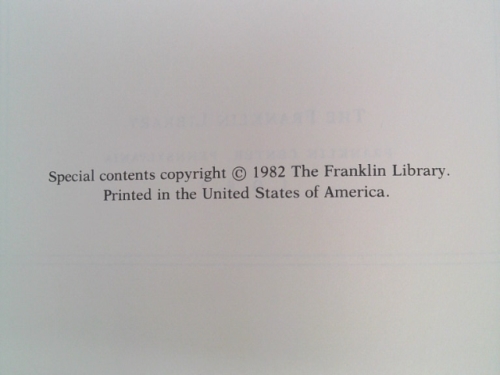 Special contents copyright © 1982 The Franklin Library.
Printed in the United States of America.